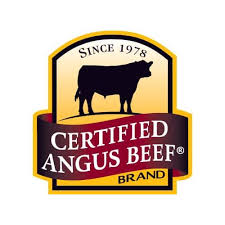 SINCE 1978
CERTIFIED
ANGUS BEEF®
BRAND